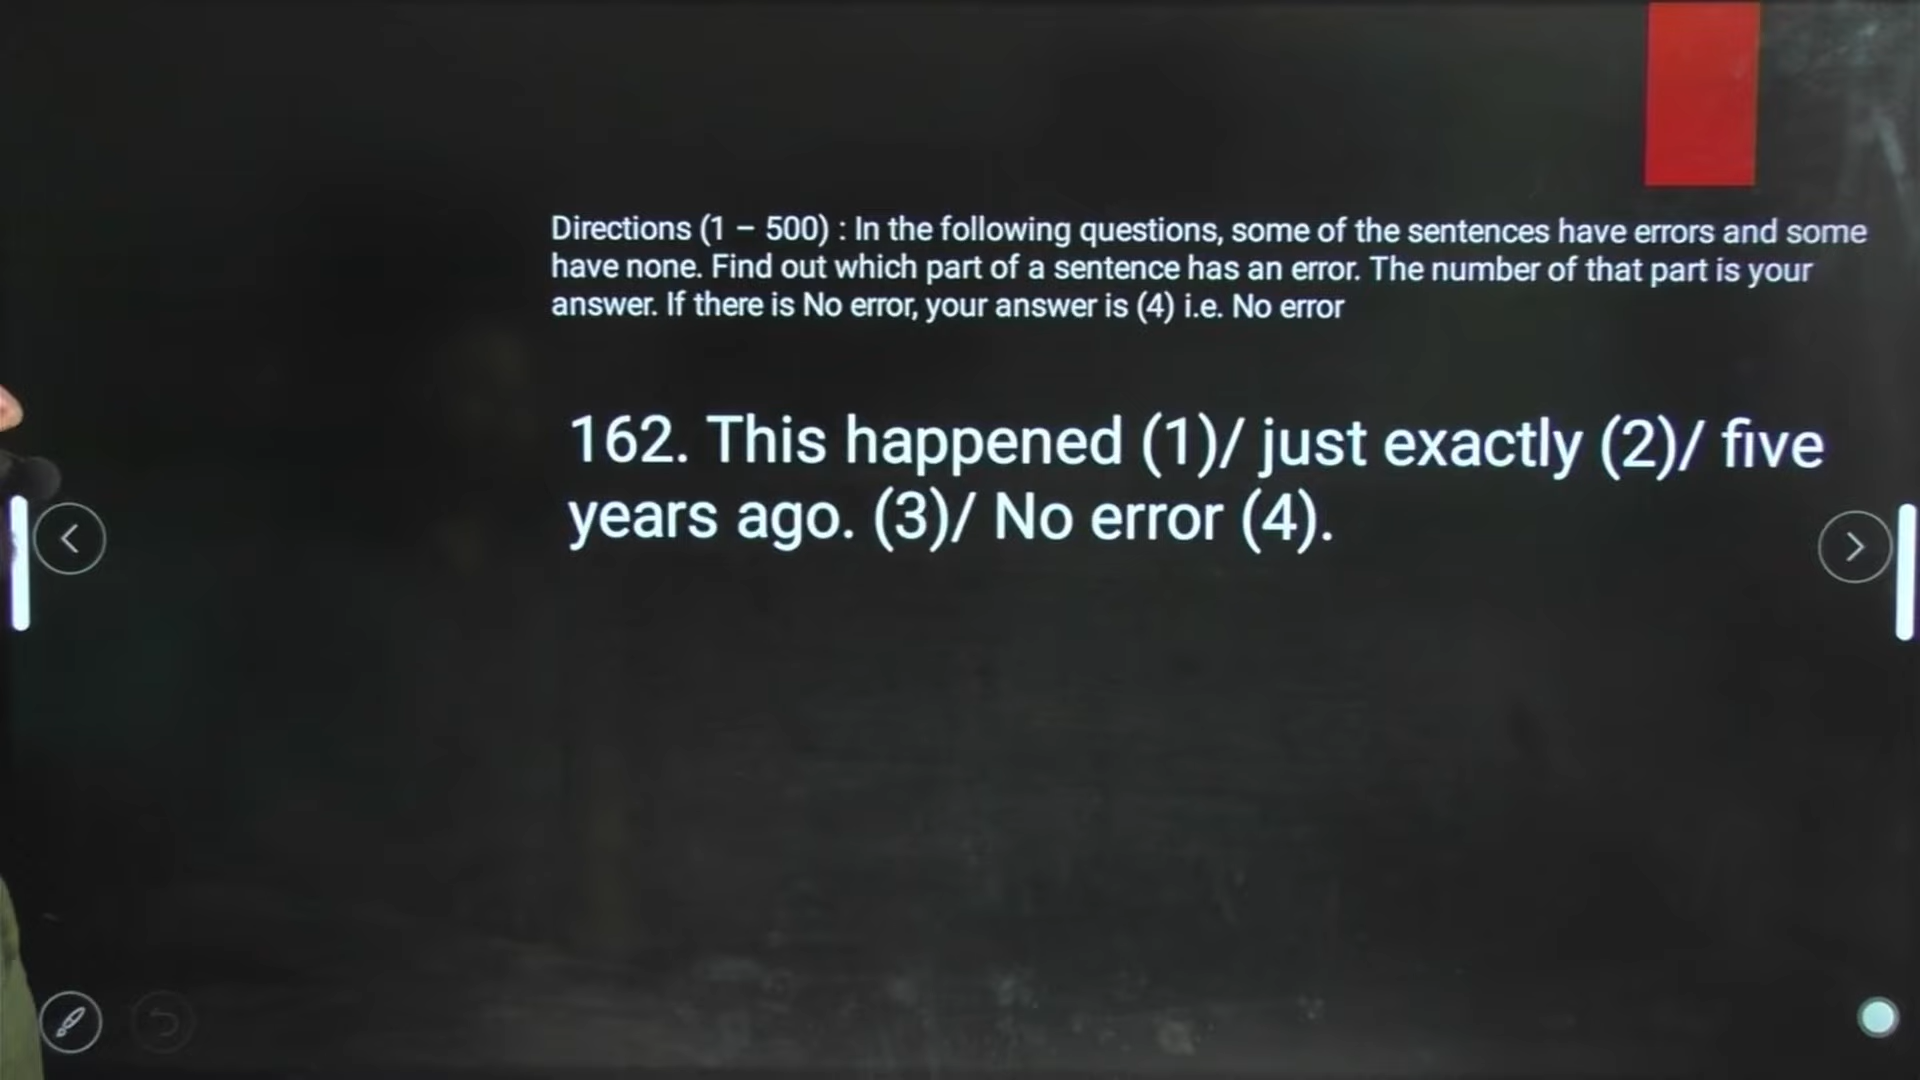 Directions (1 – 500) : In the following questions, some of the sentences have errors and some
have none. Find out which part of a sentence has an error. The number of that part is your
answer. If there is No error, your answer is (4) i.e. No error
162. This happened (1)/ just exactly (2)/ five
years ago. (3)/ No error (4).